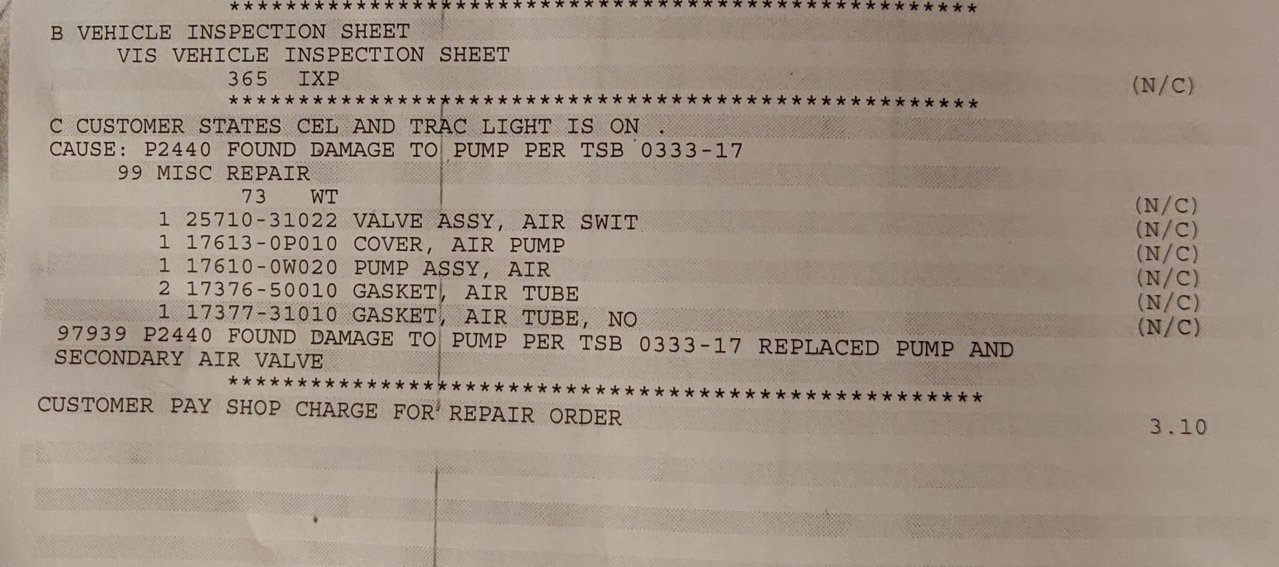 *******************************************************
B VEHICLE INSPECTION SHEET
VIS VEHICLE INSPECTION SHEET
365 IXP (N/C)
*******************************************************
C CUSTOMER STATES CEL AND TRAC LIGHT IS ON .
CAUSE: P2440 FOUND DAMAGE TO PUMP PER TSB 0333-17
99 MISC REPAIR
73 WT (N/C)
1 25710-31022 VALVE ASSY, AIR SWIT (N/C)
1 17613-0P010 COVER, AIR PUMP (N/C)
1 17610-0W020 PUMP ASSY, AIR (N/C)
2 17376-50010 GASKET, AIR TUBE (N/C)
1 17377-31010 GASKET, AIR TUBE, NO (N/C)
97939 P2440 FOUND DAMAGE TO PUMP PER TSB 0333-17 REPLACED PUMP AND
SECONDARY AIR VALVE
*******************************************************
CUSTOMER PAY SHOP CHARGE FOR REPAIR ORDER 3.10